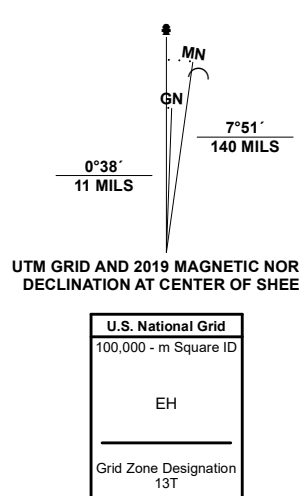 MN
GN
7°51´
140 MILS
0°38´
11 MILS
UTM GRID AND 2019 MAGNETIC NOR
DECLINATION AT CENTER OF SHEE
U.S. National Grid
100,000 - m Square ID
EH
Grid Zone Designation
13T